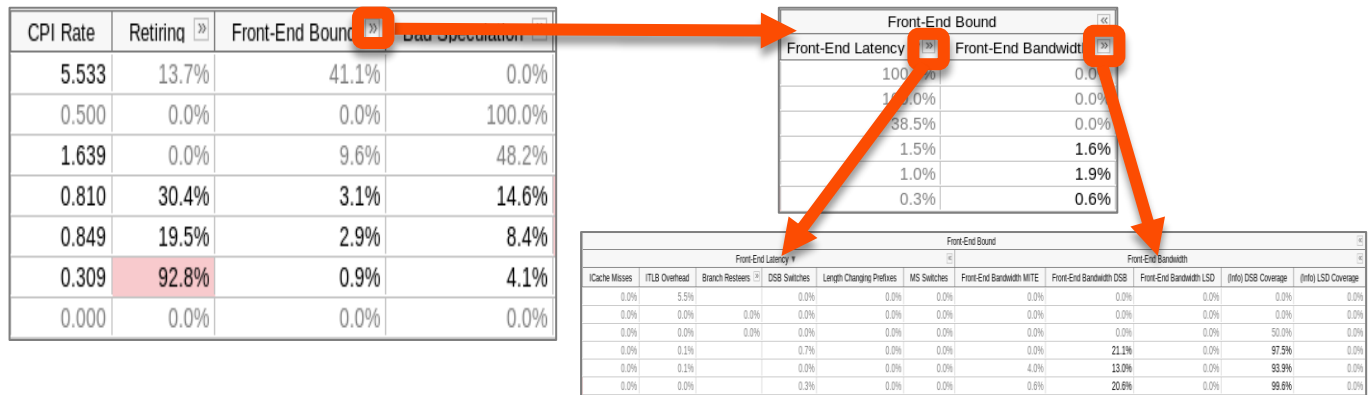 CPI Rate Retiring » Front-End Bound » Bad Speculation »
5.533 13.7% 41.1% 0.0%
0.500 0.0% 0.0% 100.0%
1.639 0.0% 9.6% 48.2%
0.810 30.4% 3.1% 14.6%
0.849 19.5% 2.9% 8.4%
0.309 92.8% 0.9% 4.1%
0.000 0.0% 0.0% 0.0%
Front-End Bound «
Front-End Latency » Front-End Bandwidth »
0.0%
0.0%
38.5% 0.0%
1.5% 1.6%
1.0% 1.9%
0.3% 0.6%
Front-End Bound «
Front-End Latency ▼ « Front-End Bandwidth «
ICache Misses ITLB Overhead Branch Resteers » DSB Switches Length Changing Prefixes MS Switches Front-End Bandwidth MITE Front-End Bandwidth DSB Front-End Bandwidth LSD (Info) DSB Coverage (Info) LSD Coverage
0.0% 5.5% 0.0% 0.0% 0.0% 0.0% 0.0% 0.0% 0.0% 0.0%
0.0% 0.0% 0.0% 0.0% 0.0% 0.0% 0.0% 0.0% 0.0% 0.0% 0.0%
0.0% 0.0% 0.0% 0.0% 0.0% 0.0% 0.0% 0.0% 0.0% 50.0% 0.0%
0.0% 0.1% 0.7% 0.0% 0.0% 0.0% 21.1% 0.0% 97.5% 0.0%
0.0% 0.1% 0.0% 0.0% 0.0% 4.0% 13.0% 0.0% 93.9% 0.0%
0.0% 0.0% 0.3% 0.0% 0.0% 0.6% 20.6% 0.0% 99.6% 0.0%